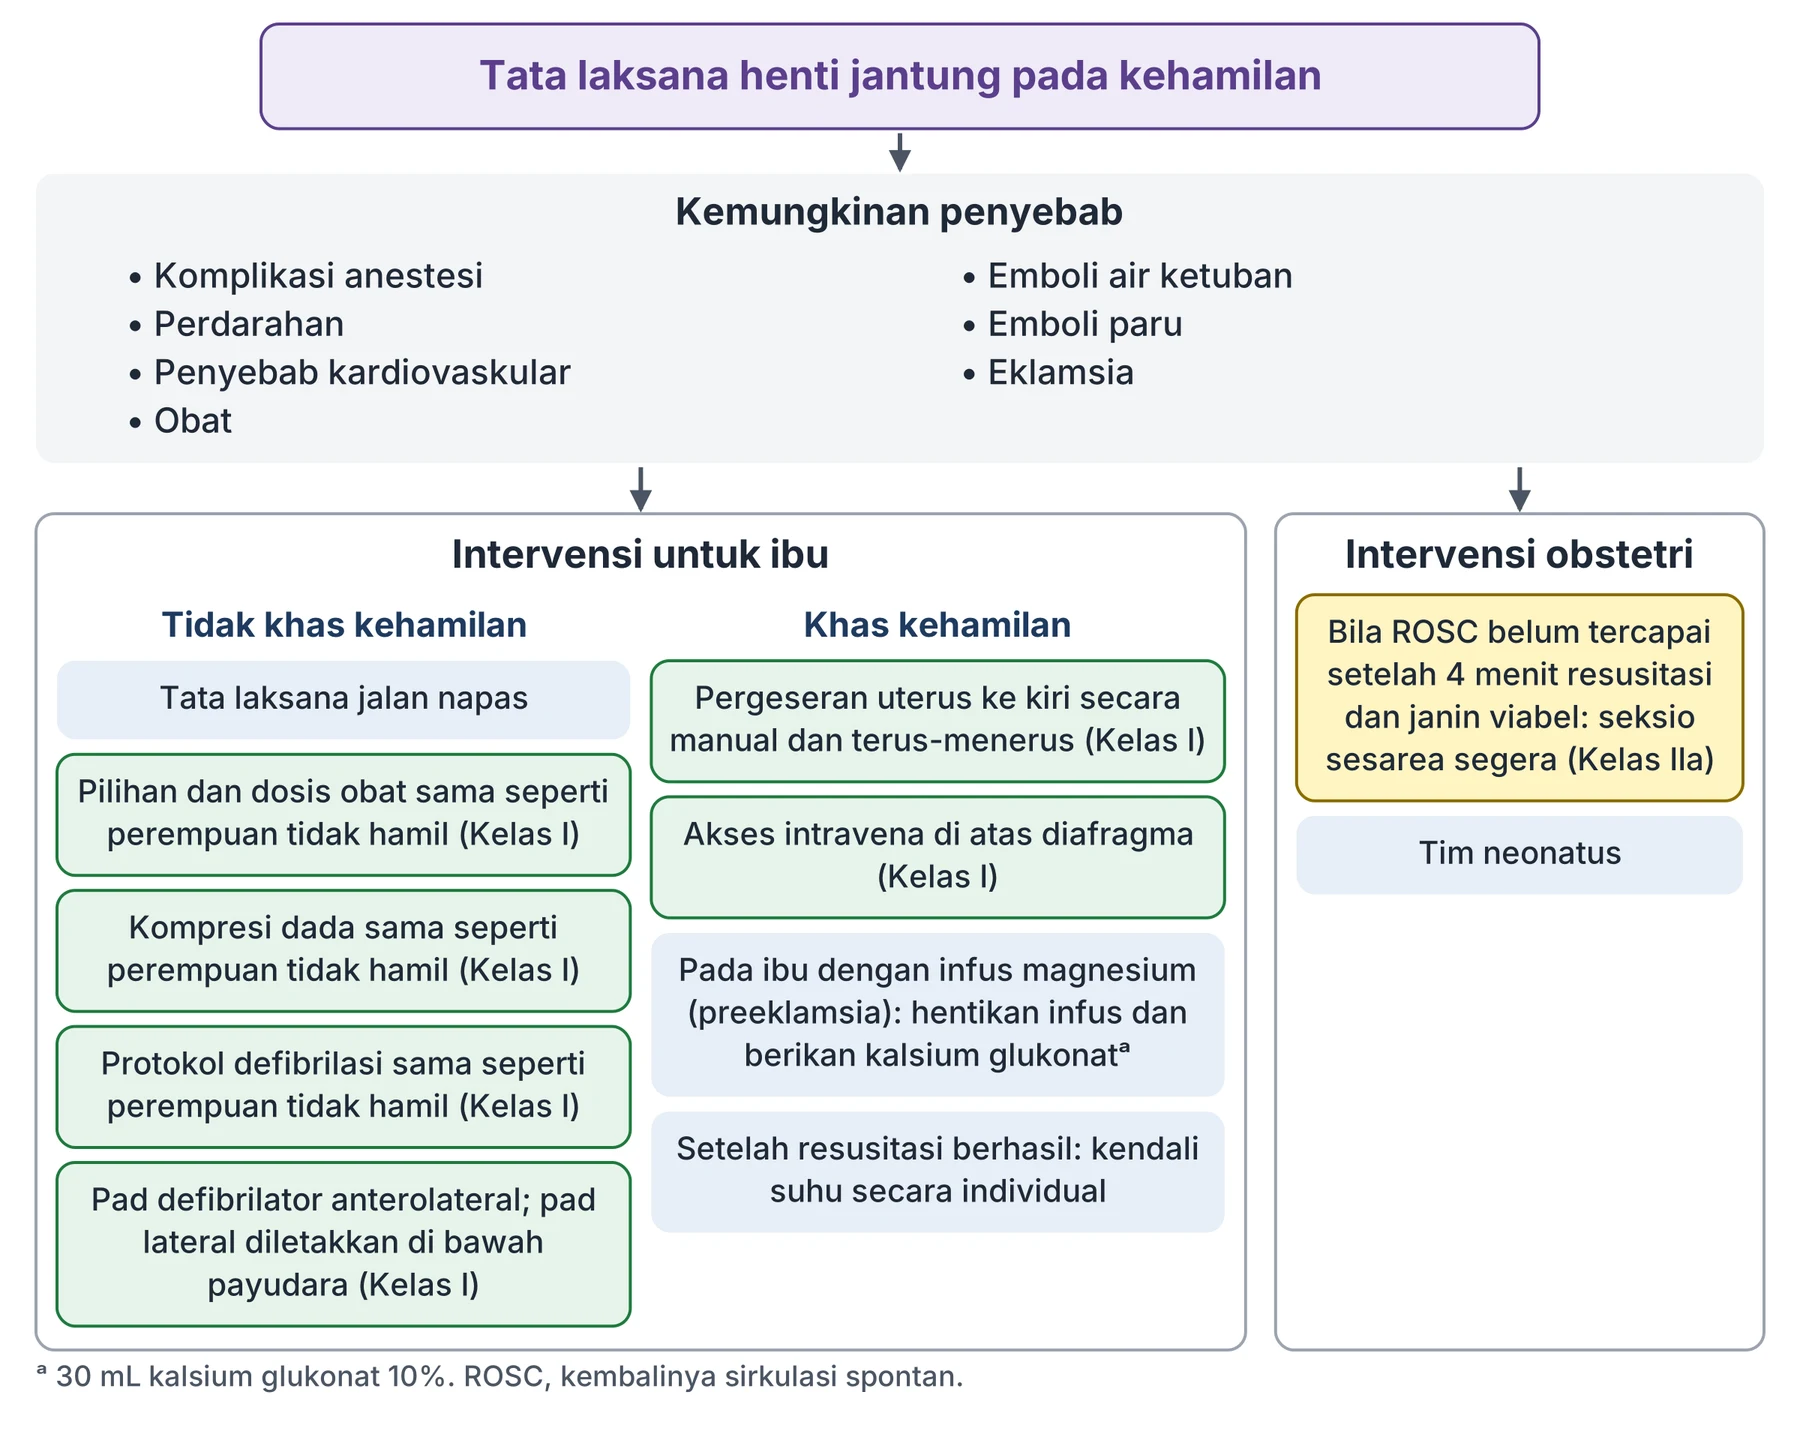 Tata laksana henti jantung pada kehamilan
Kemungkinan penyebab
• Komplikasi anestesi
• Perdarahan
• Penyebab kardiovaskular
• Obat
• Emboli air ketuban
• Emboli paru
• Eklamsia
Intervensi untuk ibu
Tidak khas kehamilan
Tata laksana jalan napas
Pilihan dan dosis obat sama seperti
perempuan tidak hamil (Kelas I)
Kompresi dada sama seperti
perempuan tidak hamil (Kelas I)
Protokol defibrilasi sama seperti
perempuan tidak hamil (Kelas I)
Pad defibrilator anterolateral; pad
lateral diletakkan di bawah
payudara (Kelas I)
Khas kehamilan
Pergeseran uterus ke kiri secara
manual dan terus-menerus (Kelas I)
Akses intravena di atas diafragma
(Kelas I)
Pada ibu dengan infus magnesium
(preeklamsia): hentikan infus dan
berikan kalsium glukonatᵃ
Setelah resusitasi berhasil: kendali
suhu secara individual
Intervensi obstetri
Bila ROSC belum tercapai
setelah 4 menit resusitasi
dan janin viabel: seksio
sesarea segera (Kelas IIa)
Tim neonatus
ᵃ 30 mL kalsium glukonat 10%. ROSC, kembalinya sirkulasi spontan.